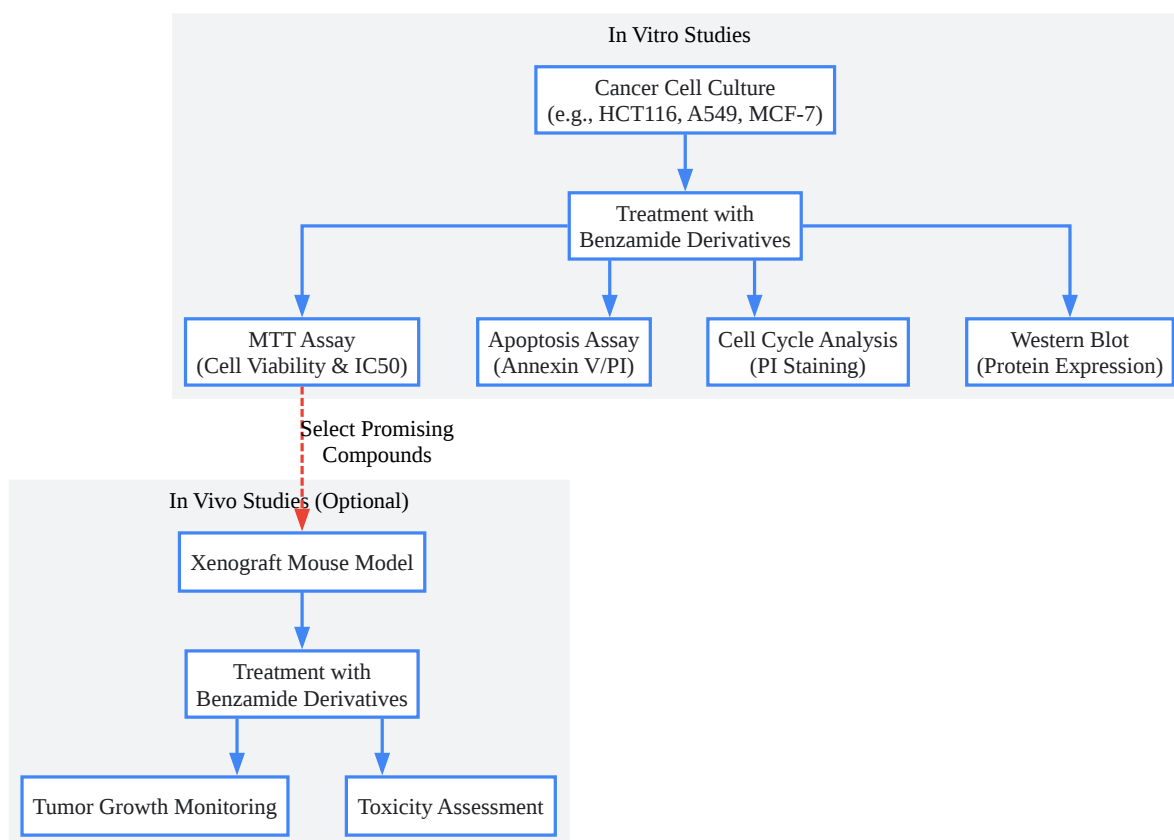 In Vitro Studies
Cancer Cell Culture
(e.g., HCT116, A549, MCF-7)
Treatment with
Benzamide Derivatives
MTT Assay
(Cell Viability & IC50)
Apoptosis Assay
(Annexin V/PI)
Cell Cycle Analysis
(PI Staining)
Western Blot
(Protein Expression)
Select Promising
Compounds
In Vivo Studies (Optional)
Xenograft Mouse Model
Treatment with
Benzamide Derivatives
Tumor Growth Monitoring
Toxicity Assessment